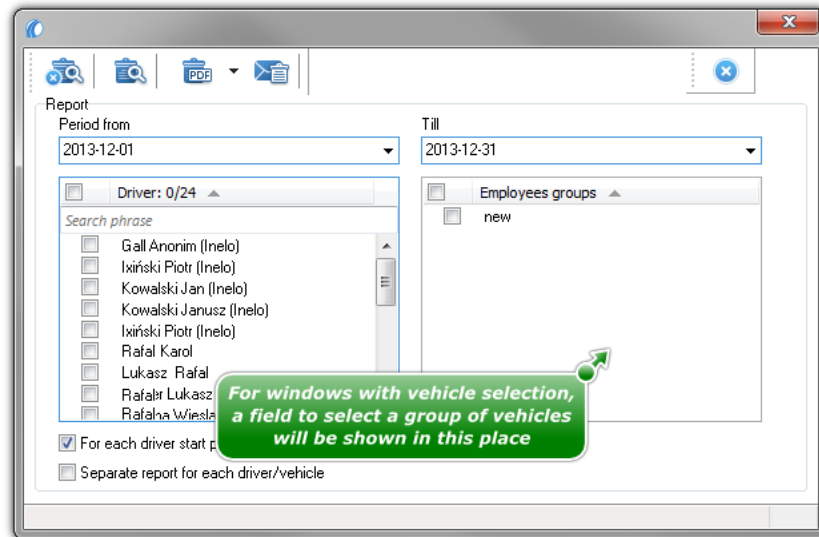 PDF
Report
Period from
Till
2013-12-01
2013-12-31
Driver: 0/24
Employees groups
Search phrase
new
Gall Anonim (Inelo)
Ixiński Piotr (Inelo)
Kowalski Jan (Inelo)
Kowalski Janusz (Inelo)
Ixiński Piotr (Inelo)
Rafal Karol
Lukasz Rafal
Lukasz
For windows with vehicle selection,
a field to select a group of vehicles
will be shown in this place
For each driver start
Separate report for each driver/vehicle